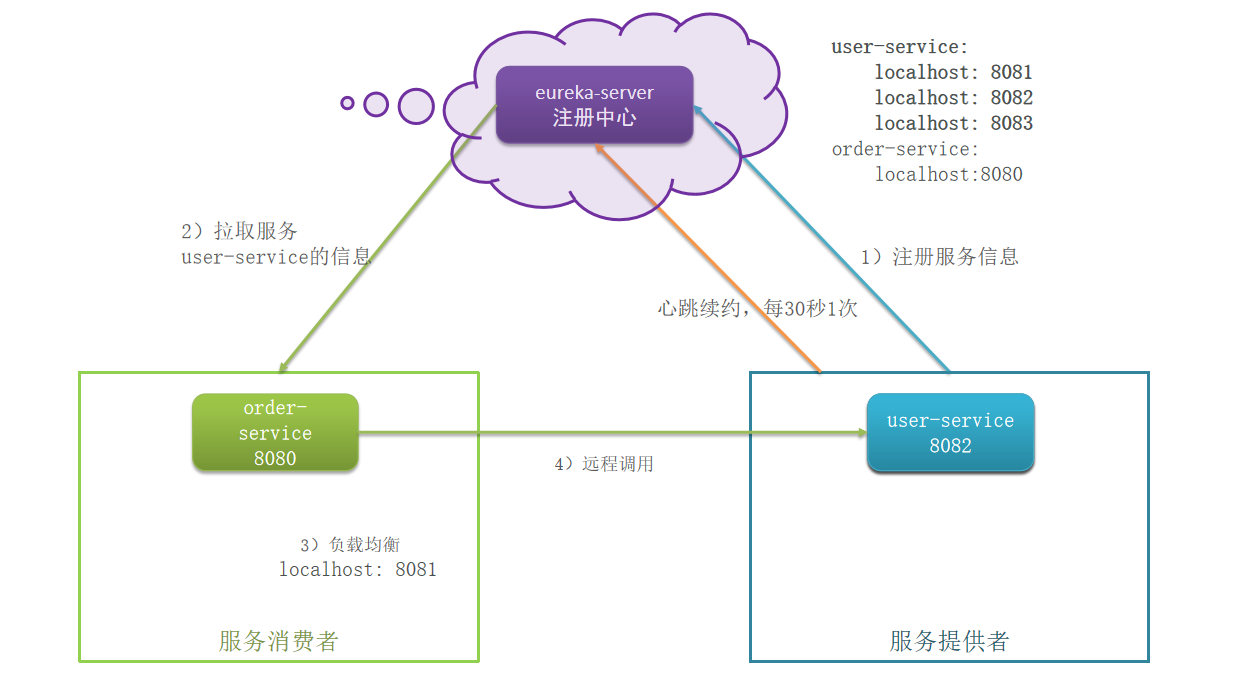 eureka-server
注册中心
user-service:
localhost: 8081
localhost: 8082
localhost: 8083
order-service:
localhost:8080
2）拉取服务
user-service的信息
1）注册服务信息
心跳续约，每30秒1次
order-
service
8080
user-service
8082
4）远程调用
3）负载均衡
localhost: 8081
服务消费者
服务提供者